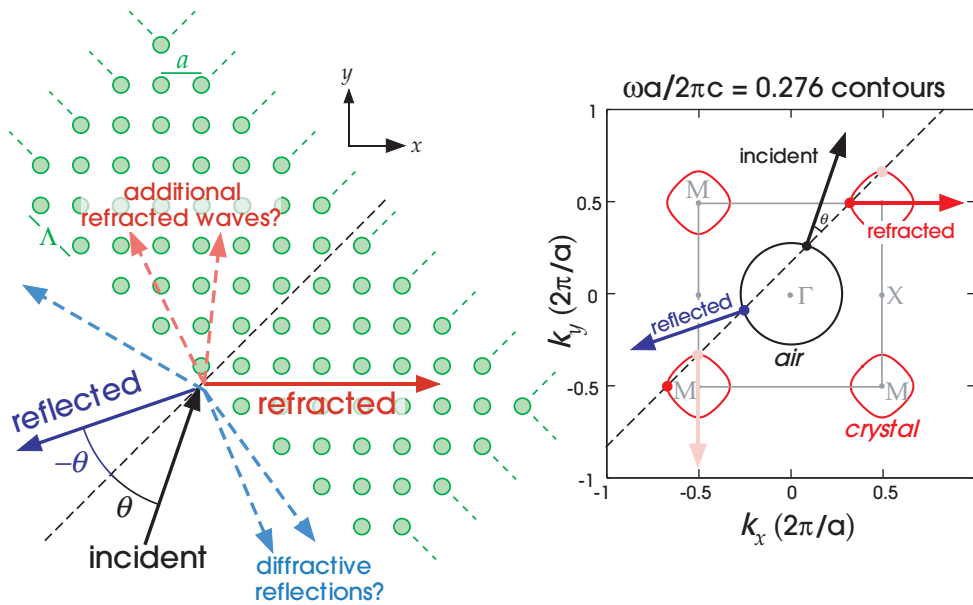 a
y
x
additional
refracted waves?
Λ
reflected
refracted
−θ
θ
incident
diffractive
reflections?
ωa/2πc = 0.276 contours
1
0.5
0
-0.5
-1
k_y (2π/a)
incident
θ
M
refracted
Γ
X
reflected
air
M
M
crystal
-1
-0.5
0
0.5
k_x (2π/a)